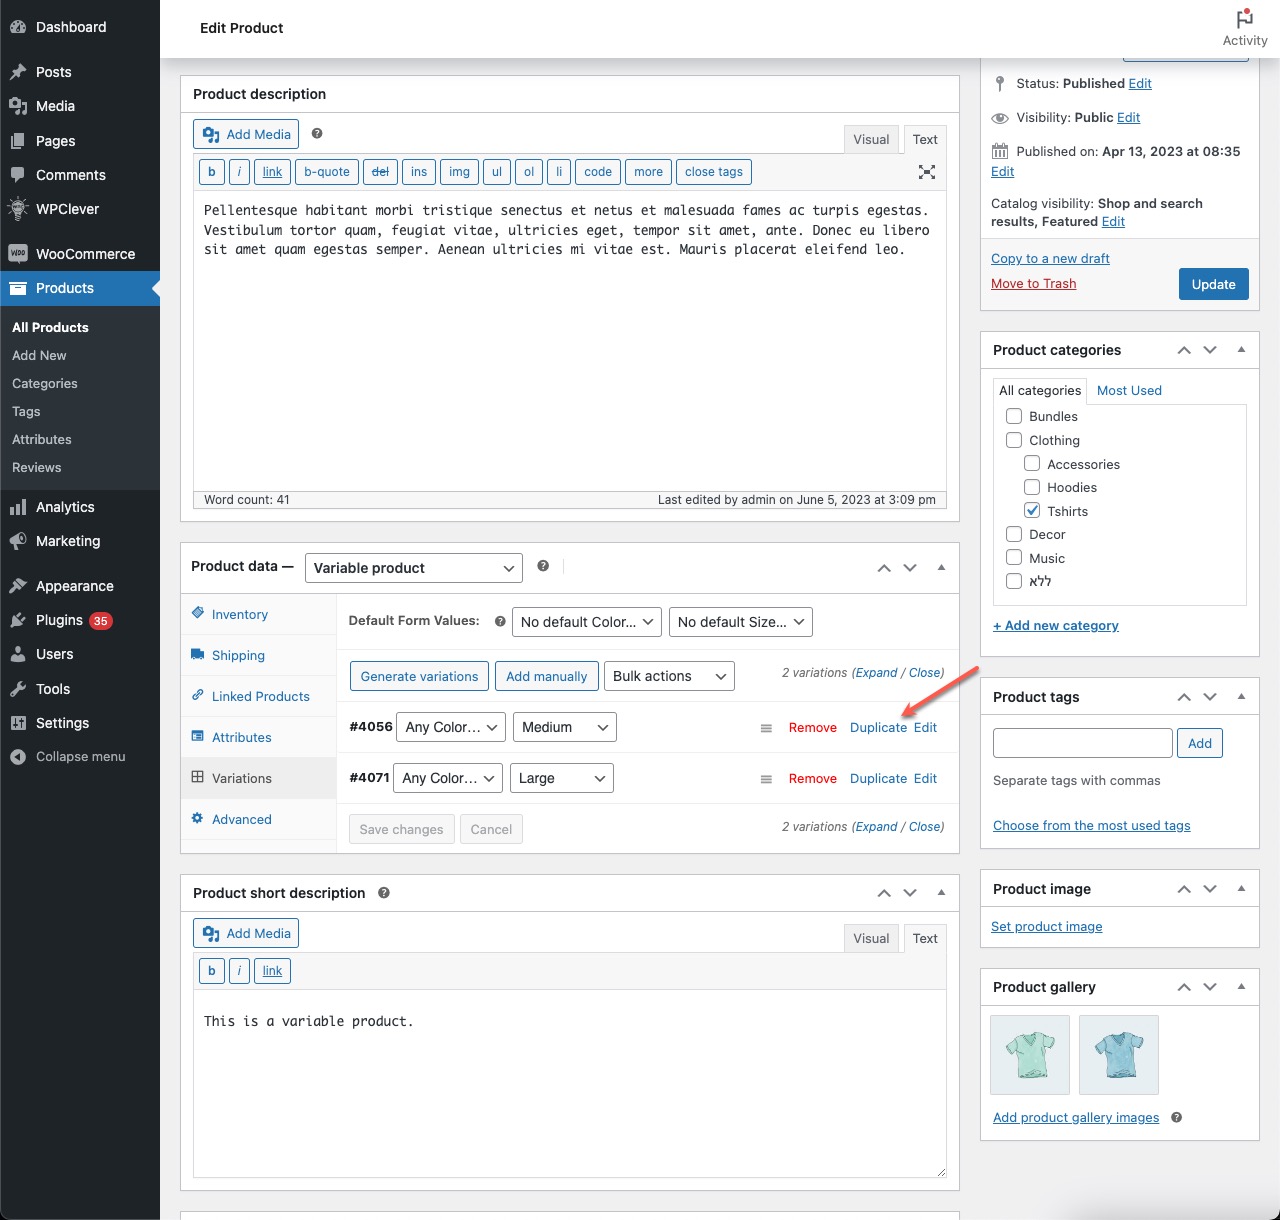 Dashboard
Posts
Media
Pages
Comments
WPClever
WooCommerce
Products
All Products
Add New
Categories
Tags
Attributes
Reviews
Analytics
Marketing
Appearance
Plugins 35
Users
Tools
Settings
Collapse menu
Edit Product
Activity
Product description
Add Media
Visual Text
b i link b-quote del ins img ul ol li code more close tags
Pellentesque habitant morbi tristique senectus et netus et malesuada fames ac turpis egestas.
Vestibulum tortor quam, feugiat vitae, ultricies eget, tempor sit amet, ante. Donec eu libero
sit amet quam egestas semper. Aenean ultricies mi vitae est. Mauris placerat eleifend leo.
Word count: 41 Last edited by admin on June 5, 2023 at 3:09 pm
Product data — Variable product
Inventory
Shipping
Linked Products
Attributes
Variations
Advanced
Default Form Values: No default Color... No default Size...
Generate variations Add manually Bulk actions 2 variations (Expand / Close)
#4056 Any Color... Medium Remove Duplicate Edit
#4071 Any Color... Large Remove Duplicate Edit
Save changes Cancel 2 variations (Expand / Close)
Product short description
Add Media
Visual Text
b i link
This is a variable product.
Status: Published Edit
Visibility: Public Edit
Published on: Apr 13, 2023 at 08:35
Edit
Catalog visibility: Shop and search
results, Featured Edit
Copy to a new draft
Move to Trash Update
Product categories
All categories Most Used
Bundles
Clothing
Accessories
Hoodies
Tshirts
Decor
Music
ללא
+ Add new category
Product tags
Add
Separate tags with commas
Choose from the most used tags
Product image
Set product image
Product gallery
Add product gallery images